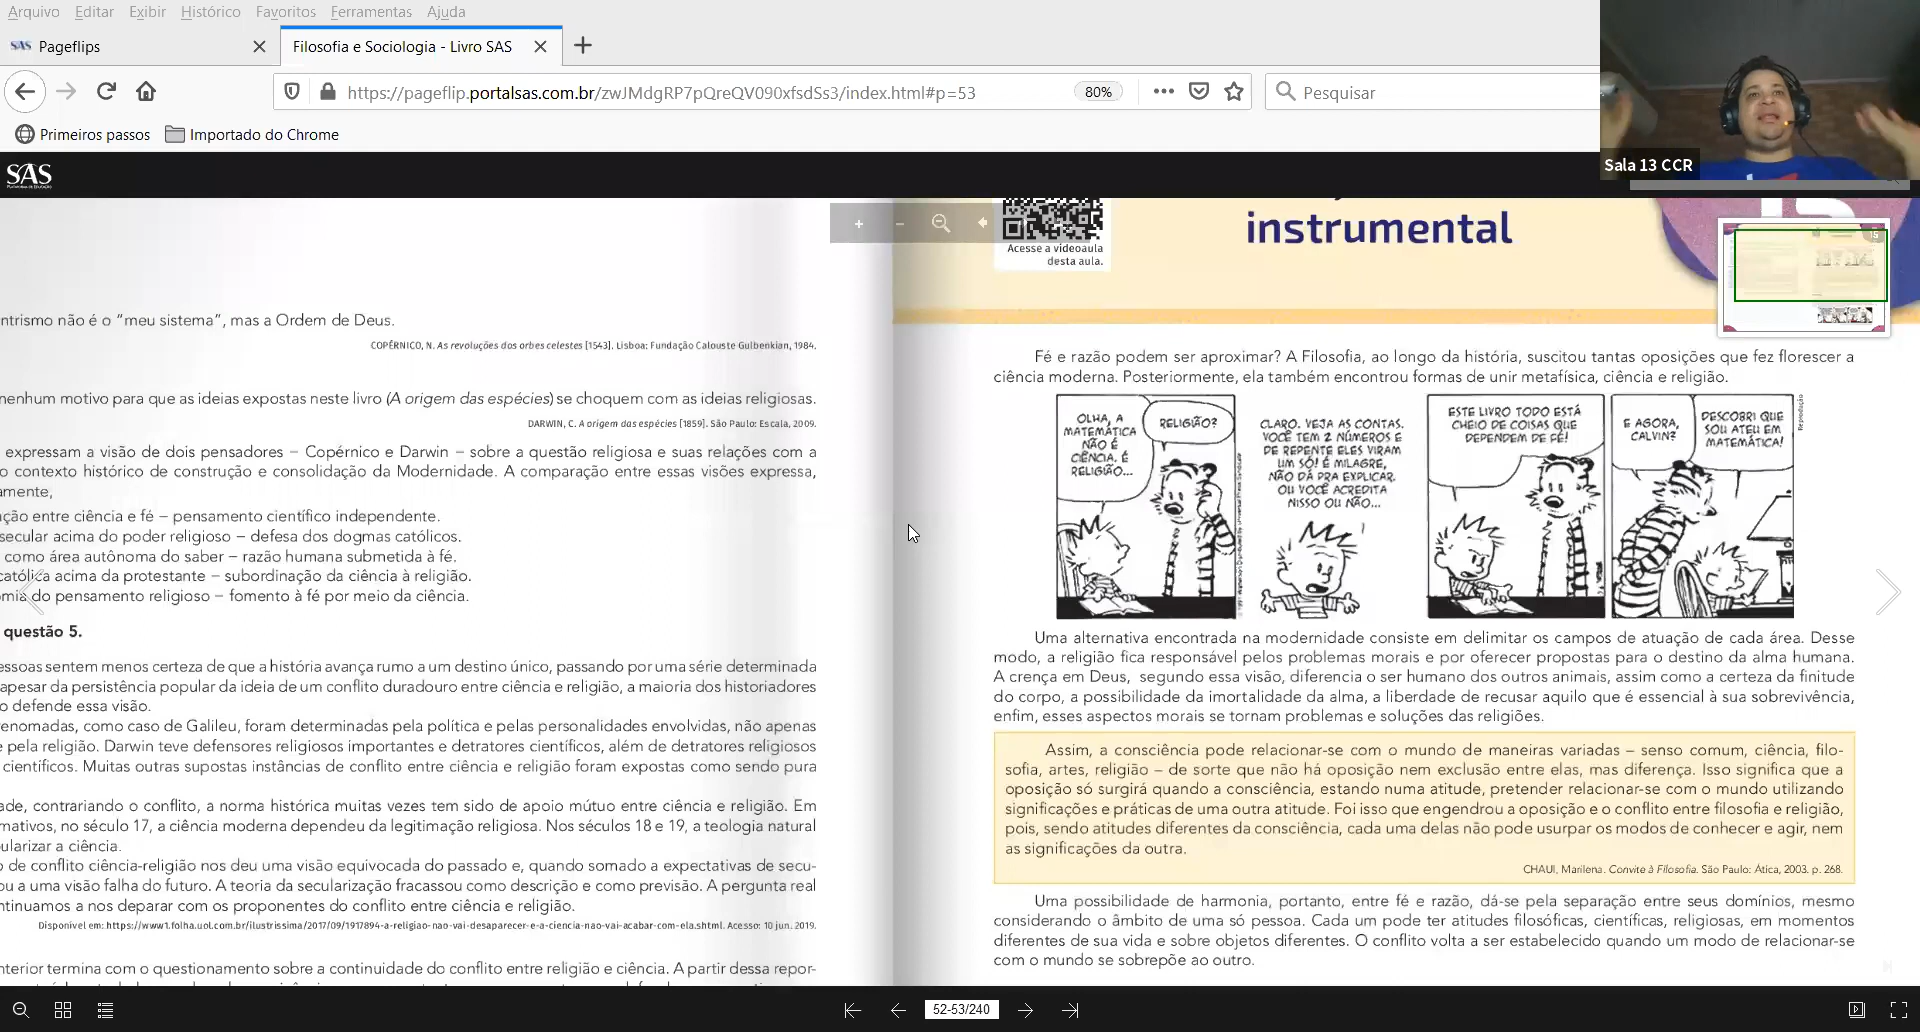 Arquivo Editar Exibir Histórico Favoritos Ferramentas Ajuda
SAS Pageflips
Filosofia e Sociologia - Livro SAS
https://pageflip.portalsas.com.br/zwJMdgRP7pQreQV090xfsdSs3/index.html#p=53
80%
Pesquisar
Primeiros passos
Importado do Chrome
Sala 13 CCR
SAS
PLATAFORMA DE EDUCAÇÃO
ntrismo não é o “meu sistema”, mas a Ordem de Deus.
COPÉRNICO, N. As revoluções dos orbes celestes [1543]. Lisboa: Fundação Calouste Gulbenkian, 1984.
nenhum motivo para que as ideias expostas neste livro (A origem das espécies) se choquem com as ideias religiosas.
DARWIN, C. A origem das espécies [1859]. São Paulo: Escala, 2009.
expressam a visão de dois pensadores – Copérnico e Darwin – sobre a questão religiosa e suas relações com a
o contexto histórico de construção e consolidação da Modernidade. A comparação entre essas visões expressa,
amente,
ação entre ciência e fé – pensamento científico independente.
secular acima do poder religioso – defesa dos dogmas católicos.
como área autônoma do saber – razão humana submetida à fé.
católica acima da protestante – subordinação da ciência à religião.
omia do pensamento religioso – fomento à fé por meio da ciência.
questão 5.
essoas sentem menos certeza de que a história avança rumo a um destino único, passando por uma série determinada
apesar da persistência popular da ideia de um conflito duradouro entre ciência e religião, a maioria dos historiadores
o defende essa visão.
renomadas, como caso de Galileu, foram determinadas pela política e pelas personalidades envolvidas, não apenas
e pela religião. Darwin teve defensores religiosos importantes e detratores científicos, além de detratores religiosos
científicos. Muitas outras supostas instâncias de conflito entre ciência e religião foram expostas como sendo pura
ade, contrariando o conflito, a norma histórica muitas vezes tem sido de apoio mútuo entre ciência e religião. Em
rmativos, no século 17, a ciência moderna dependeu da legitimação religiosa. Nos séculos 18 e 19, a teologia natural
pularizar a ciência.
o de conflito ciência-religião nos deu uma visão equivocada do passado e, quando somado a expectativas de secu-
ou a uma visão falha do futuro. A teoria da secularização fracassou como descrição e como previsão. A pergunta real
ntinuamos a nos deparar com os proponentes do conflito entre ciência e religião.
Disponível em: https://www1.folha.uol.com.br/ilustrissima/2017/09/1917894-a-religiao-nao-vai-desaparecer-e-a-ciencia-nao-vai-acabar-com-ela.shtml. Acesso: 10 jun. 2019.
nterior termina com o questionamento sobre a continuidade do conflito entre religião e ciência. A partir dessa repor-
Acesse a videoaula
desta aula.
instrumental
15
Fé e razão podem ser aproximar? A Filosofia, ao longo da história, suscitou tantas oposições que fez florescer a
ciência moderna. Posteriormente, ela também encontrou formas de unir metafísica, ciência e religião.
OLHA, A
MATEMÁTICA
NÃO É
CIÊNCIA. É
RELIGIÃO...
RELIGIÃO?
CLARO. VEJA AS CONTAS.
VOCÊ TEM 2 NÚMEROS E
DE REPENTE ELES VIRAM
UM SÓ! É MILAGRE,
NÃO DÁ PRA EXPLICAR.
OU VOCÊ ACREDITA
NISSO OU NÃO...
ESTE LIVRO TODO ESTÁ
CHEIO DE COISAS QUE
DEPENDEM DE FÉ!
E AGORA,
CALVIN?
DESCOBRI QUE
SOU ATEU EM
MATEMÁTICA!
Reprodução
Uma alternativa encontrada na modernidade consiste em delimitar os campos de atuação de cada área. Desse
modo, a religião fica responsável pelos problemas morais e por oferecer propostas para o destino da alma humana.
A crença em Deus, segundo essa visão, diferencia o ser humano dos outros animais, assim como a certeza da finitude
do corpo, a possibilidade da imortalidade da alma, a liberdade de recusar aquilo que é essencial à sua sobrevivência,
enfim, esses aspectos morais se tornam problemas e soluções das religiões.
Assim, a consciência pode relacionar-se com o mundo de maneiras variadas – senso comum, ciência, filo-
sofia, artes, religião – de sorte que não há oposição nem exclusão entre elas, mas diferença. Isso significa que a
oposição só surgirá quando a consciência, estando numa atitude, pretender relacionar-se com o mundo utilizando
significações e práticas de uma outra atitude. Foi isso que engendrou a oposição e o conflito entre filosofia e religião,
pois, sendo atitudes diferentes da consciência, cada uma delas não pode usurpar os modos de conhecer e agir, nem
as significações da outra.
CHAUI, Marilena. Convite à Filosofia. São Paulo: Ática, 2003. p. 268.
Uma possibilidade de harmonia, portanto, entre fé e razão, dá-se pela separação entre seus domínios, mesmo
considerando o âmbito de uma só pessoa. Cada um pode ter atitudes filosóficas, científicas, religiosas, em momentos
diferentes de sua vida e sobre objetos diferentes. O conflito volta a ser estabelecido quando um modo de relacionar-se
com o mundo se sobrepõe ao outro.
52-53/240